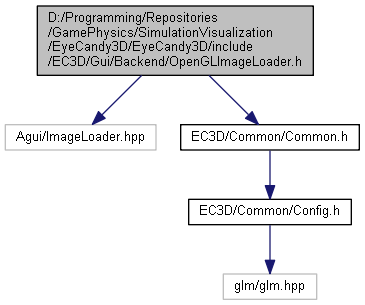 D:/Programming/Repositories
/GamePhysics/SimulationVisualization
/EyeCandy3D/EyeCandy3D/include
/EC3D/Gui/Backend/OpenGLImageLoader.h
Agui/ImageLoader.hpp
EC3D/Common/Common.h
EC3D/Common/Config.h
glm/glm.hpp